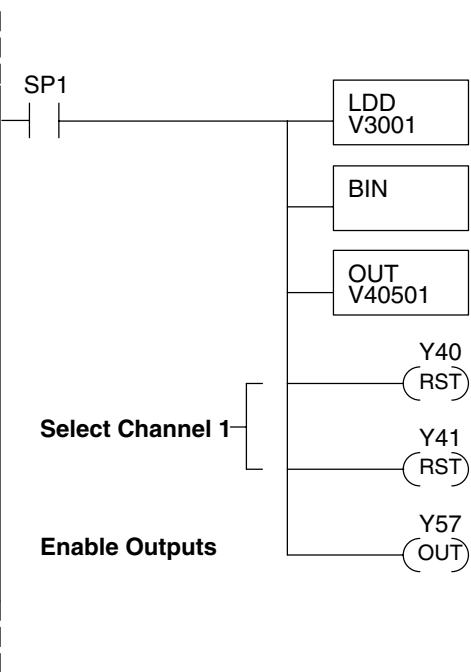 SP1
LDD
V3001
BIN
OUT
V40501
Y40
RST
Select Channel 1
Y41
RST
Y57
Enable Outputs
OUT